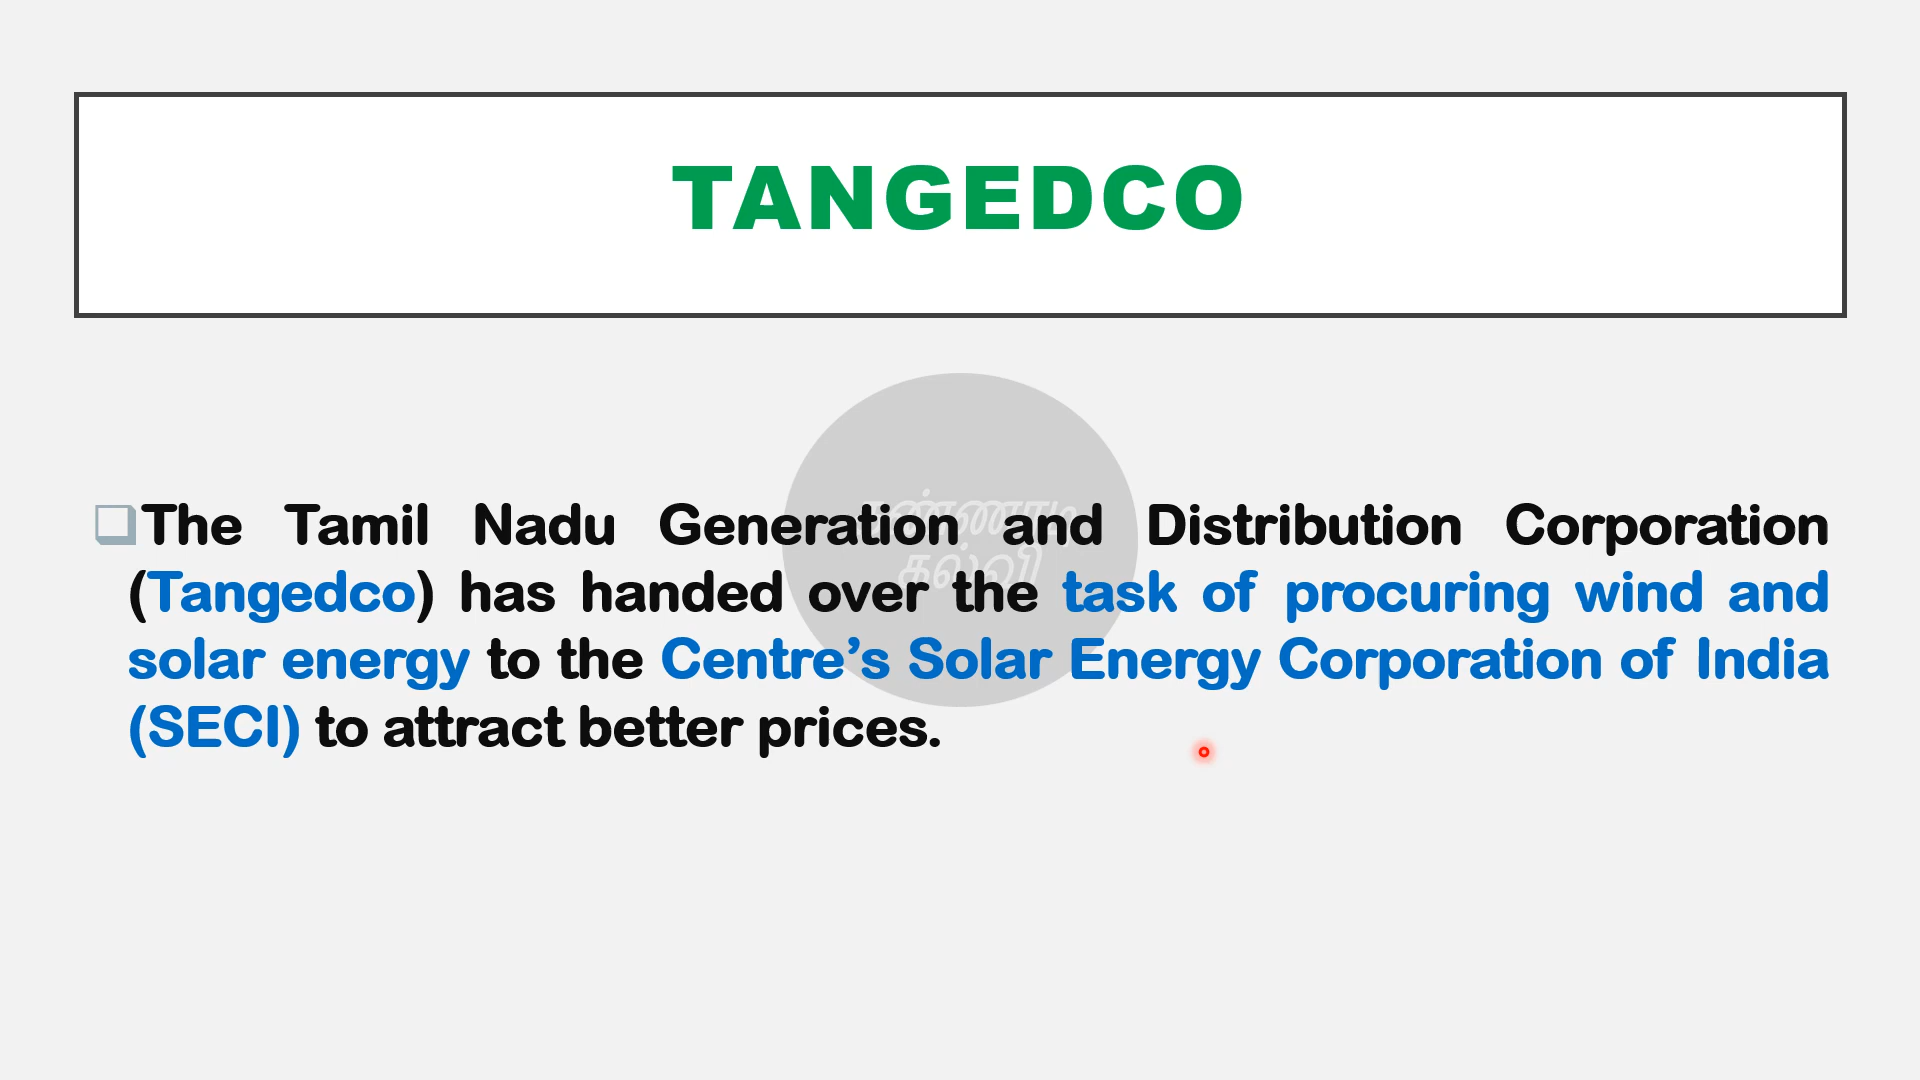 TANGEDCO
❑The Tamil Nadu Generation and Distribution Corporation
(Tangedco) has handed over the task of procuring wind and
solar energy to the Centre’s Solar Energy Corporation of India
(SECI) to attract better prices.
கல்வி